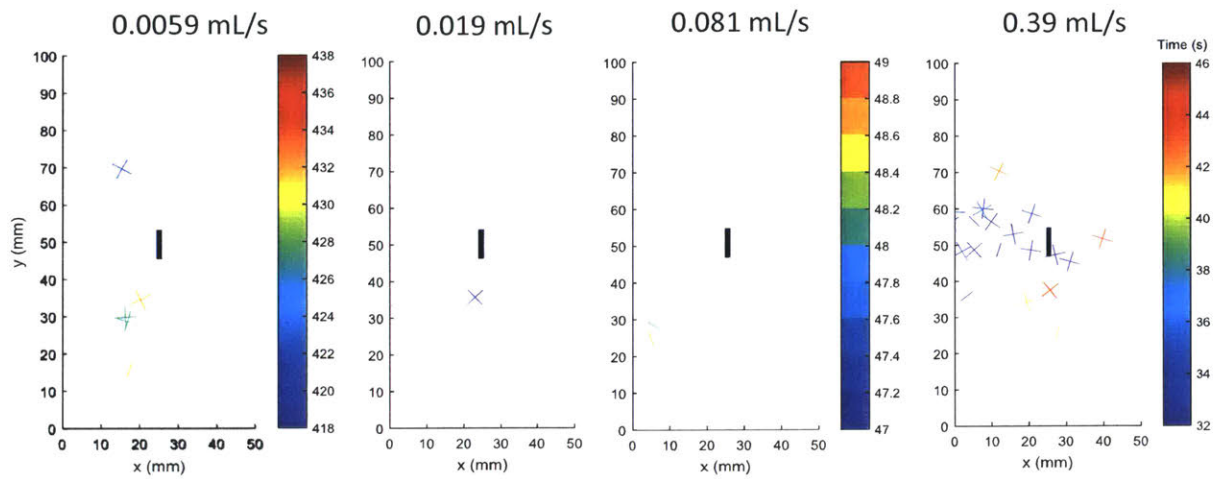 0.0059 mL/s 0.019 mL/s 0.081 mL/s 0.39 mL/s
Time (s)
100 90 80 70 60 50 40 30 20 10 0
y (mm)
0 10 20 30 40 50
x (mm)
438 436 434 432 430 428 426 424 422 420 418
100 90 80 70 60 50 40 30 20 10 0
0 10 20 30 40 50
x (mm)
100 90 80 70 60 50 40 30 20 10 0
0 10 20 30 40 50
x (mm)
49 48.8 48.6 48.4 48.2 48 47.8 47.6 47.4 47.2 47
100 90 80 70 60 50 40 30 20 10 0
0 10 20 30 40 50
x (mm)
46 44 42 40 38 36 34 32